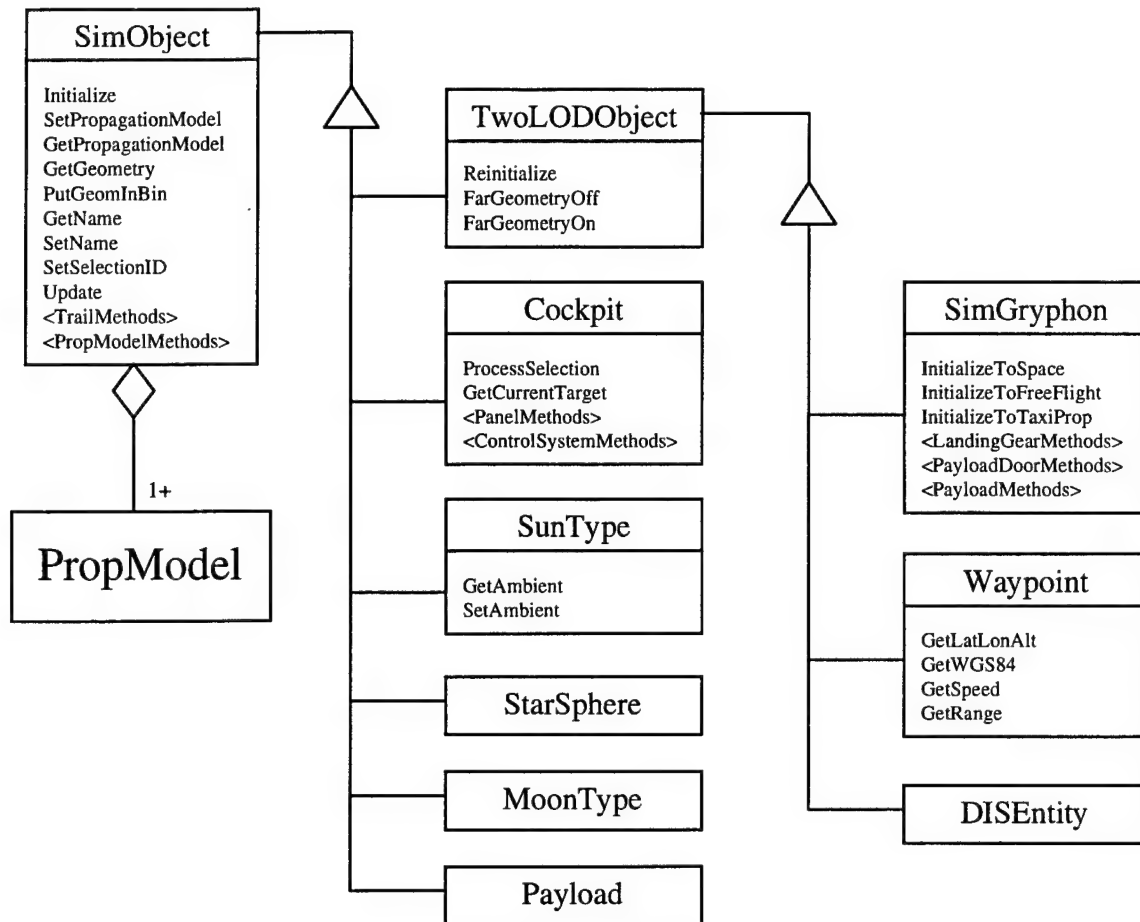 SimObject
Initialize
SetPropagationModel
GetPropagationModel
GetGeometry
PutGeomInBin
GetName
SetName
SetSelectionID
Update
<TrailMethods>
<PropModelMethods>
1+
PropModel
TwoLODObject
Reinitialize
FarGeometryOff
FarGeometryOn
Cockpit
ProcessSelection
GetCurrentTarget
<PanelMethods>
<ControlSystemMethods>
SunType
GetAmbient
SetAmbient
StarSphere
MoonType
Payload
SimGryphon
InitializeToSpace
InitializeToFreeFlight
InitializeToTaxiProp
<LandingGearMethods>
<PayloadDoorMethods>
<PayloadMethods>
Waypoint
GetLatLonAlt
GetWGS84
GetSpeed
GetRange
DISEntity